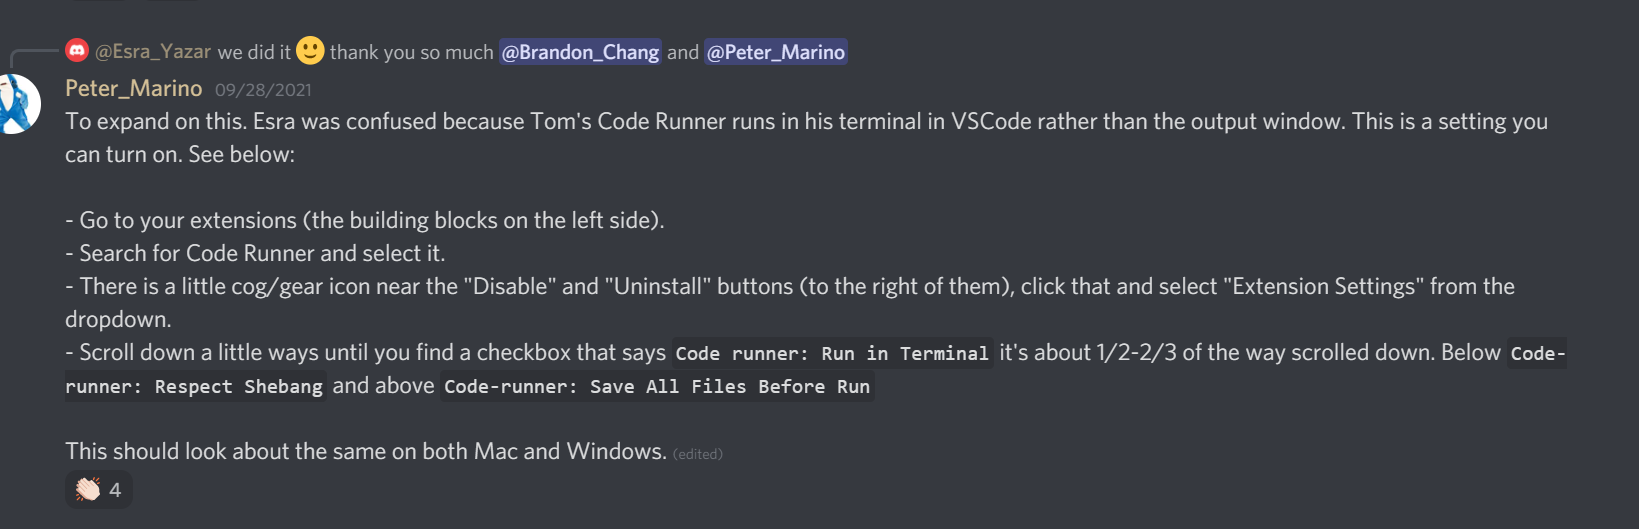 @Esra_Yazar we did it 🙂 thank you so much @Brandon_Chang and @Peter_Marino
Peter_Marino 09/28/2021
To expand on this. Esra was confused because Tom's Code Runner runs in his terminal in VSCode rather than the output window. This is a setting you
can turn on. See below:
- Go to your extensions (the building blocks on the left side).
- Search for Code Runner and select it.
- There is a little cog/gear icon near the "Disable" and "Uninstall" buttons (to the right of them), click that and select "Extension Settings" from the
dropdown.
- Scroll down a little ways until you find a checkbox that says Code runner: Run in Terminal it's about 1/2-2/3 of the way scrolled down. Below Code-
runner: Respect Shebang and above Code-runner: Save All Files Before Run
This should look about the same on both Mac and Windows. (edited)
👏🏻 4